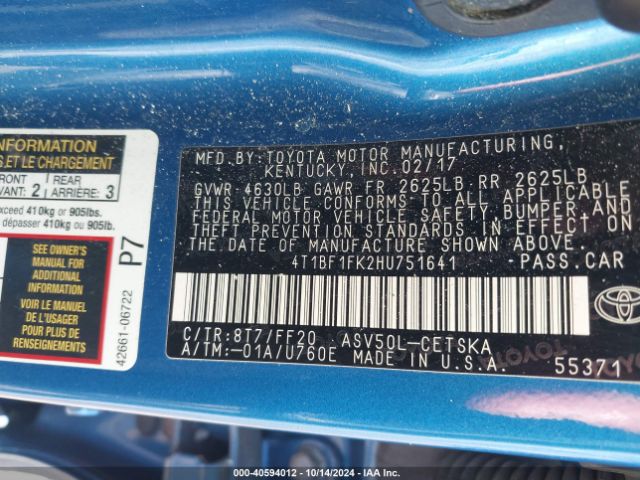 INFORMATION
S ET LE CHARGEMENT
FRONT
VANT: 2
REAR
ARRIÈRE: 3
exceed 410kg or 905lbs.
dépasser 410kg ou 905lb.
SEE OWNER'S
MANUAL FOR
ADDITIONAL
INFORMATION
VOIR LE MANUEL
DE L'USAGER
POUR PLUS DE
RENSEIGNEMENTS
P7
42661-06722
MFD. BY: TOYOTA MOTOR MANUFACTURING,
KENTUCKY, INC. 02/17
GVWR 4630LB GAWR FR 2625LB RR 2625LB
THIS VEHICLE CONFORMS TO ALL APPLICABLE
FEDERAL MOTOR VEHICLE SAFETY, BUMPER, AND
THEFT PREVENTION STANDARDS IN EFFECT ON
THE DATE OF MANUFACTURE SHOWN ABOVE.
4T1BF1FK2HU751641 PASS.CAR
C/TR:8T7/FF20 ASV50L-CETSKA
A/TM:-01A/U760E MADE IN U.S.A.
55371
TOYOTA
000-40594012 | 10/14/2024 | IAA Inc.